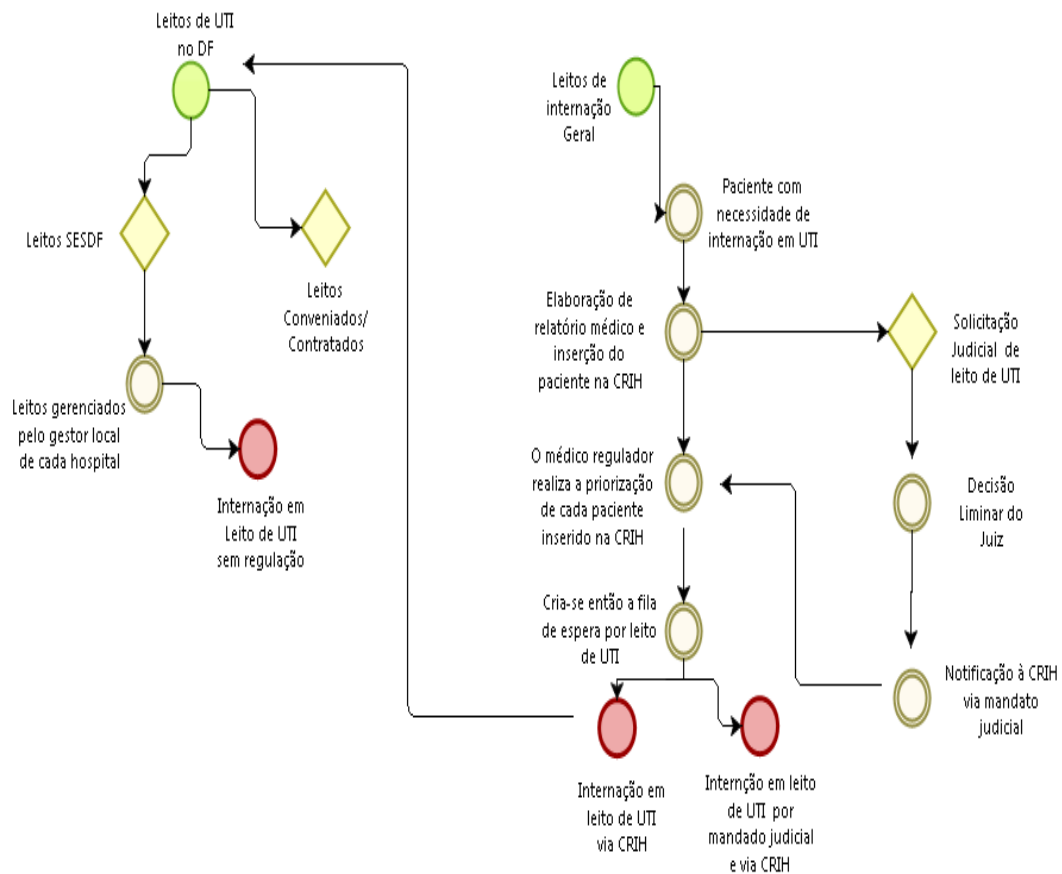 Leitos de UTI
no DF
Leitos SESDF
Leitos
Conveniados/
Contratados
Leitos gerenciados
pelo gestor local
de cada hospital
Internação em
Leito de UTI
sem regulação
Leitos de
internação
Geral
Paciente com
necessidade de
internação em UTI
Elaboração de
relatório médico e
inserção do
paciente na CRIH
Solicitação
Judicial de
leito de UTI
O médico regulador
realiza a priorização
de cada paciente
inserido na CRIH
Decisão
Liminar do
Juiz
Cria-se então a fila
de espera por leito
de UTI
Notificação à CRIH
via mandato
judicial
Internação em
leito de UTI
via CRIH
Internção em leito
de UTI por
mandado judicial
e via CRIH